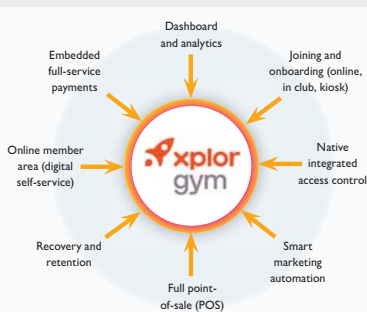 Dashboard
and analytics
Joining and
onboarding (online,
in club, kiosk)
Native
integrated
access control
Smart
marketing
automation
Full point-
of-sale (POS)
Recovery and
retention
Online member
area (digital
self-service)
Embedded
full-service
payments
xplor
gym